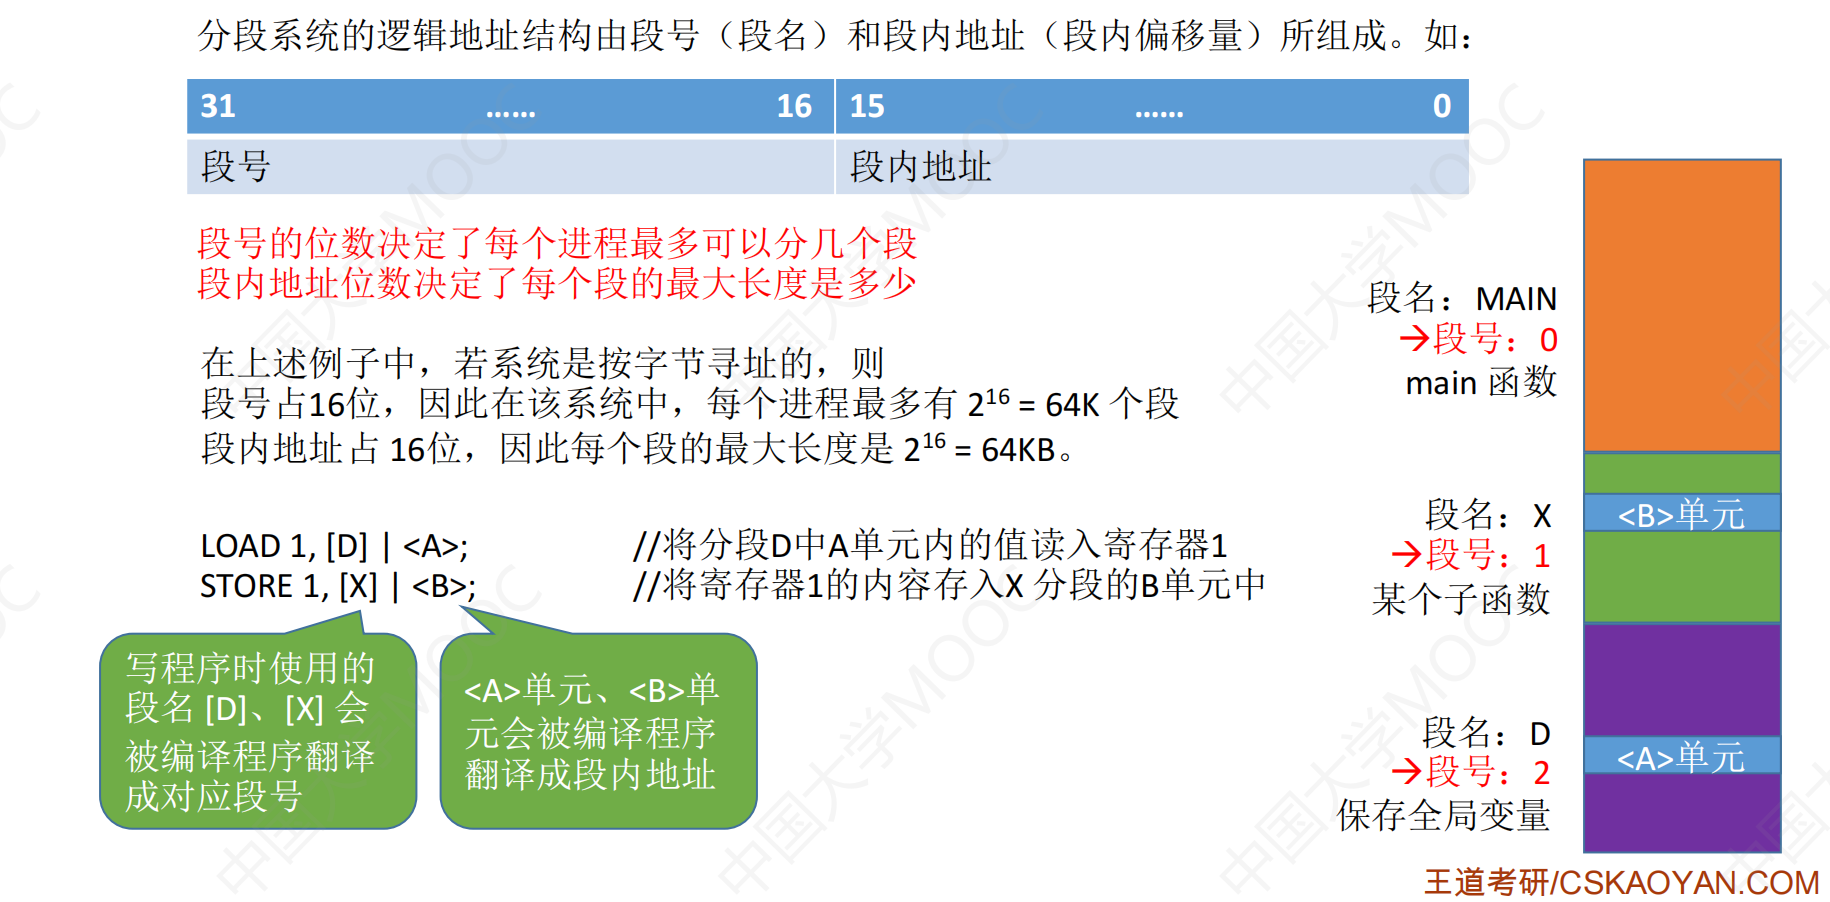 分段系统的逻辑地址结构由段号（段名）和段内地址（段内偏移量）所组成。如：
31 …… 16 15 …… 0
段号 段内地址
段号的位数决定了每个进程最多可以分几个段
段内地址位数决定了每个段的最大长度是多少
在上述例子中，若系统是按字节寻址的，则
段号占16位，因此在该系统中，每个进程最多有 2¹⁶ = 64K 个段
段内地址占 16位，因此每个段的最大长度是 2¹⁶ = 64KB。
LOAD 1, [D] | <A>; //将分段D中A单元内的值读入寄存器1
STORE 1, [X] | <B>; //将寄存器1的内容存入X 分段的B单元中
写程序时使用的
段名 [D]、[X] 会
被编译程序翻译
成对应段号
<A>单元、<B>单
元会被编译程序
翻译成段内地址
段名：MAIN
→段号：0
main 函数
段名：X
→段号：1
某个子函数
<B>单元
段名：D
→段号：2
保存全局变量
<A>单元
王道考研/CSKAOYAN.COM
中国大学MOOC